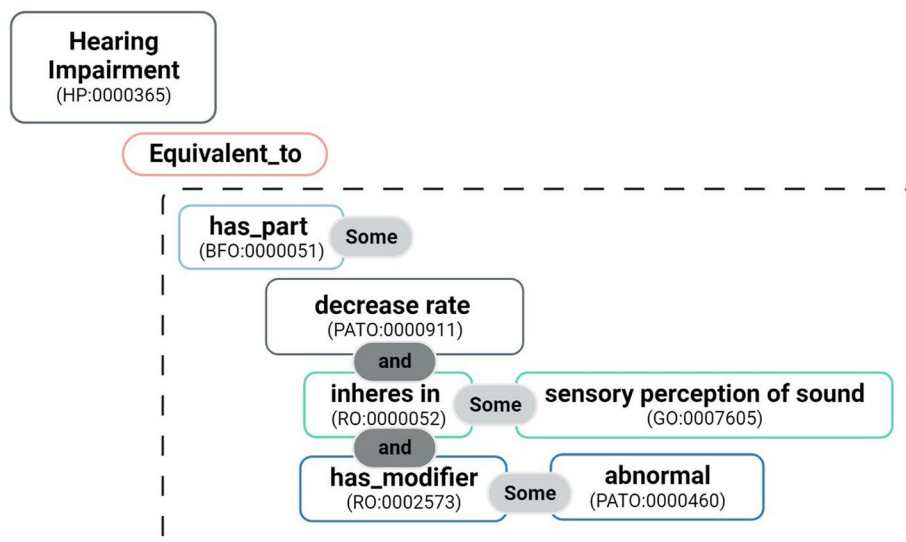 Hearing
Impairment
(HP:0000365)
Equivalent_to
has_part
(BFO:0000051)
Some
decrease rate
(PATO:0000911)
and
inheres in
(RO:0000052)
Some
sensory perception of sound
(GO:0007605)
and
has_modifier
(RO:0002573)
Some
abnormal
(PATO:0000460)